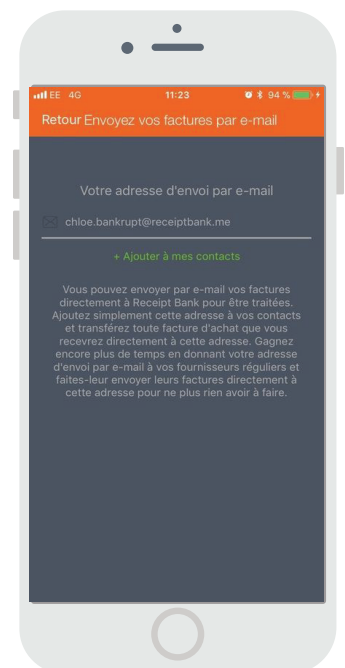 EE 4G 11:23 94 %
Retour Envoyez vos factures par e-mail
Votre adresse d'envoi par e-mail
chloe.bankrupt@receiptbank.me
+ Ajouter à mes contacts
Vous pouvez envoyer par e-mail vos factures
directement à Receipt Bank pour être traitées.
Ajoutez simplement cette adresse à vos contacts
et transférez toute facture d'achat que vous
recevrez directement à cette adresse. Gagnez
encore plus de temps en donnant votre adresse
d'envoi par e-mail à vos fournisseurs réguliers et
faites-leur envoyer leurs factures directement à
cette adresse pour ne plus rien avoir à faire.